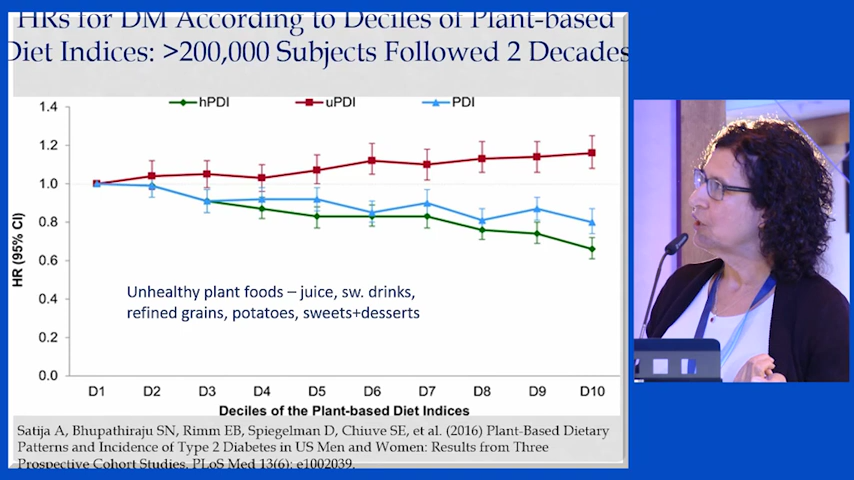 HRs for DM According to Deciles of Plant-based
Diet Indices: >200,000 Subjects Followed 2 Decades
hPDI
uPDI
PDI
1.4
1.2
1.0
0.8
0.6
0.4
0.2
0.0
HR (95% CI)
Unhealthy plant foods – juice, sw. drinks,
refined grains, potatoes, sweets+desserts
D1 D2 D3 D4 D5 D6 D7 D8 D9 D10
Deciles of the Plant-based Diet Indices
Satija A, Bhupathiraju SN, Rimm EB, Spiegelman D, Chiuve SE, et al. (2016) Plant-Based Dietary
Patterns and Incidence of Type 2 Diabetes in US Men and Women: Results from Three
Prospective Cohort Studies. PLoS Med 13(6): e1002039.